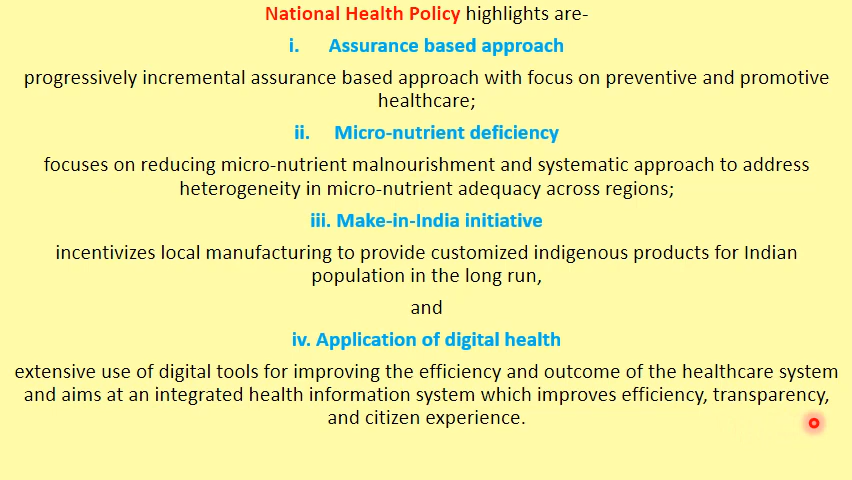 National Health Policy highlights are-
i. Assurance based approach
progressively incremental assurance based approach with focus on preventive and promotive
healthcare;
ii. Micro-nutrient deficiency
focuses on reducing micro-nutrient malnourishment and systematic approach to address
heterogeneity in micro-nutrient adequacy across regions;
iii. Make-in-India initiative
incentivizes local manufacturing to provide customized indigenous products for Indian
population in the long run,
and
iv. Application of digital health
extensive use of digital tools for improving the efficiency and outcome of the healthcare system
and aims at an integrated health information system which improves efficiency, transparency,
and citizen experience.